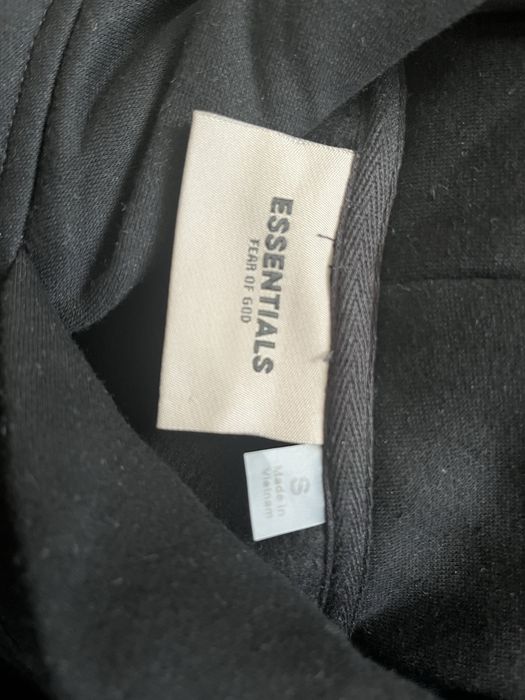 ESSENTIALS
FEAR OF GOD
S
Made in
Vietnam